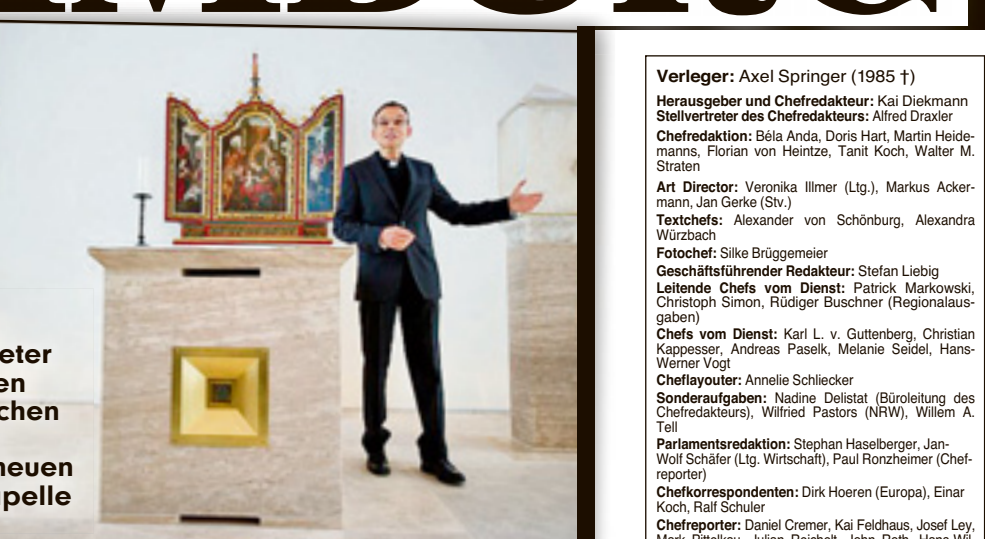 eter
en
chen
neuen
pelle
Verleger: Axel Springer (1985 †)
Herausgeber und Chefredakteur: Kai Diekmann
Stellvertreter des Chefredakteurs: Alfred Draxler
Chefredaktion: Béla Anda, Doris Hart, Martin Heide-
manns, Florian von Heintze, Tanit Koch, Walter M.
Straten
Art Director: Veronika Illmer (Ltg.), Markus Acker-
mann, Jan Gerke (Stv.)
Textchefs: Alexander von Schönburg, Alexandra
Würzbach
Fotochef: Silke Brüggemeier
Geschäftsführender Redakteur: Stefan Liebig
Leitende Chefs vom Dienst: Patrick Markowski,
Christoph Simon, Rüdiger Buschner (Regionalaus-
gaben)
Chefs vom Dienst: Karl L. v. Guttenberg, Christian
Kappesser, Andreas Paselk, Melanie Seidel, Hans-
Werner Vogt
Cheflayouter: Annelie Schliecker
Sonderaufgaben: Nadine Delistat (Büroleitung des
Chefredakteurs), Wilfried Pastors (NRW), Willem A.
Tell
Parlamentsredaktion: Stephan Haselberger, Jan-
Wolf Schäfer (Ltg. Wirtschaft), Paul Ronzheimer (Chef-
reporter)
Chefkorrespondenten: Dirk Hoeren (Europa), Einar
Koch, Ralf Schuler
Chefreporter: Daniel Cremer, Kai Feldhaus, Josef Ley,